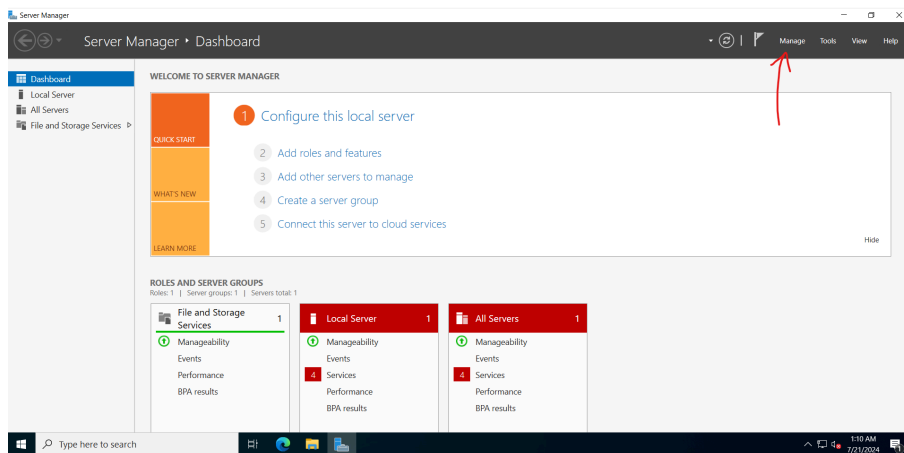 Server Manager
Server Manager • Dashboard
Manage Tools View Help
Dashboard
Local Server
All Servers
File and Storage Services
WELCOME TO SERVER MANAGER
QUICK START
WHAT'S NEW
LEARN MORE
1 Configure this local server
2 Add roles and features
3 Add other servers to manage
4 Create a server group
5 Connect this server to cloud services
Hide
ROLES AND SERVER GROUPS
Roles: 1 | Server groups: 1 | Servers total: 1
File and Storage
Services 1
Manageability
Events
Performance
BPA results
Local Server 1
Manageability
Events
4 Services
Performance
BPA results
All Servers 1
Manageability
Events
4 Services
Performance
BPA results
Type here to search
1:10 AM
7/21/2024